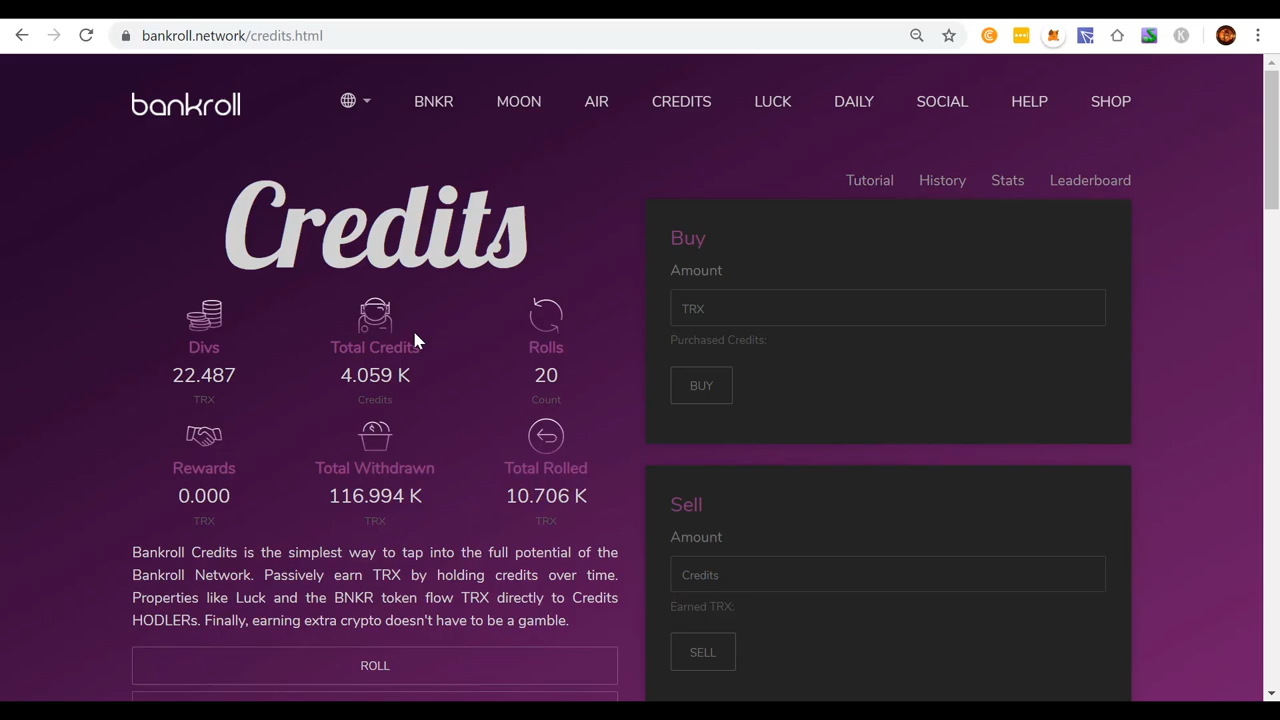 bankroll.network/credits.html
bankroll
BNKR MOON AIR CREDITS LUCK DAILY SOCIAL HELP SHOP
Credits
Tutorial History Stats Leaderboard
Divs
22.487
TRX
Total Credits
4.059 K
Credits
Rolls
20
Count
Rewards
0.000
TRX
Total Withdrawn
116.994 K
TRX
Total Rolled
10.706 K
TRX
Bankroll Credits is the simplest way to tap into the full potential of the
Bankroll Network. Passively earn TRX by holding credits over time.
Properties like Luck and the BNKR token flow TRX directly to Credits
HODLERs. Finally, earning extra crypto doesn't have to be a gamble.
ROLL
Buy
Amount
TRX
Purchased Credits:
BUY
Sell
Amount
Credits
Earned TRX:
SELL